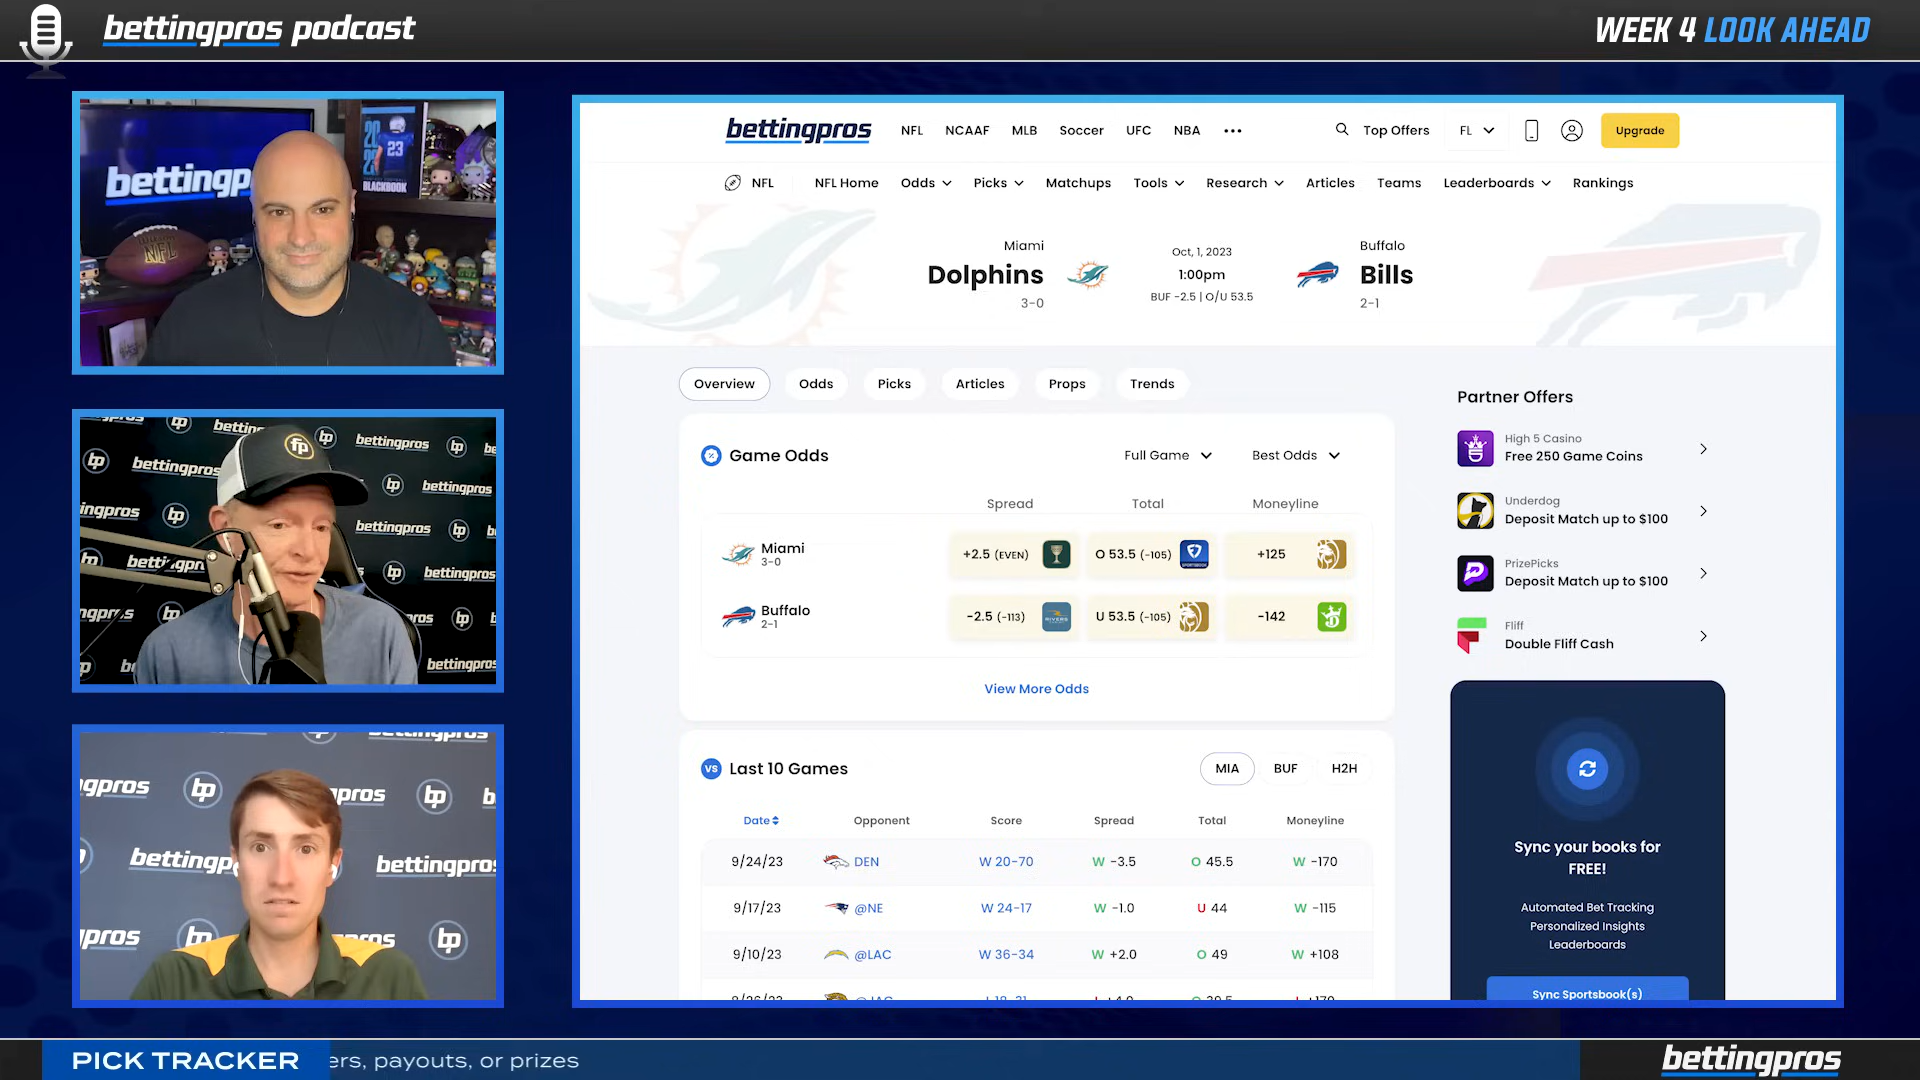 bettingpros podcast
WEEK 4 LOOK AHEAD
bettingp
20
23
BLACKBOOK
NFL
fp
bettingpros
NFL NCAAF MLB Soccer UFC NBA
Top Offers
FL
Upgrade
NFL
NFL Home Odds Picks Matchups Tools Research Articles Teams Leaderboards Rankings
Miami
Dolphins
3-0
Oct, 1, 2023
1:00pm
BUF -2.5 | O/U 53.5
Buffalo
Bills
2-1
Overview Odds Picks Articles Props Trends
Game Odds
Full Game
Best Odds
Spread Total Moneyline
Miami
3-0
+2.5 (EVEN) O 53.5 (-105) +125
Buffalo
2-1
-2.5 (-113) U 53.5 (-105) -142
View More Odds
VS Last 10 Games
MIA BUF H2H
Date Opponent Score Spread Total Moneyline
9/24/23 DEN W 20-70 W -3.5 O 45.5 W -170
9/17/23 @NE W 24-17 W -1.0 U 44 W -115
9/10/23 @LAC W 36-34 W +2.0 O 49 W +108
Partner Offers
High 5 Casino
Free 250 Game Coins
Underdog
Deposit Match up to $100
PrizePicks
Deposit Match up to $100
Fliff
Double Fliff Cash
Sync your books for
FREE!
Automated Bet Tracking
Personalized Insights
Leaderboards
Sync Sportsbook(s)
PICK TRACKER
ers, payouts, or prizes
bettingpros